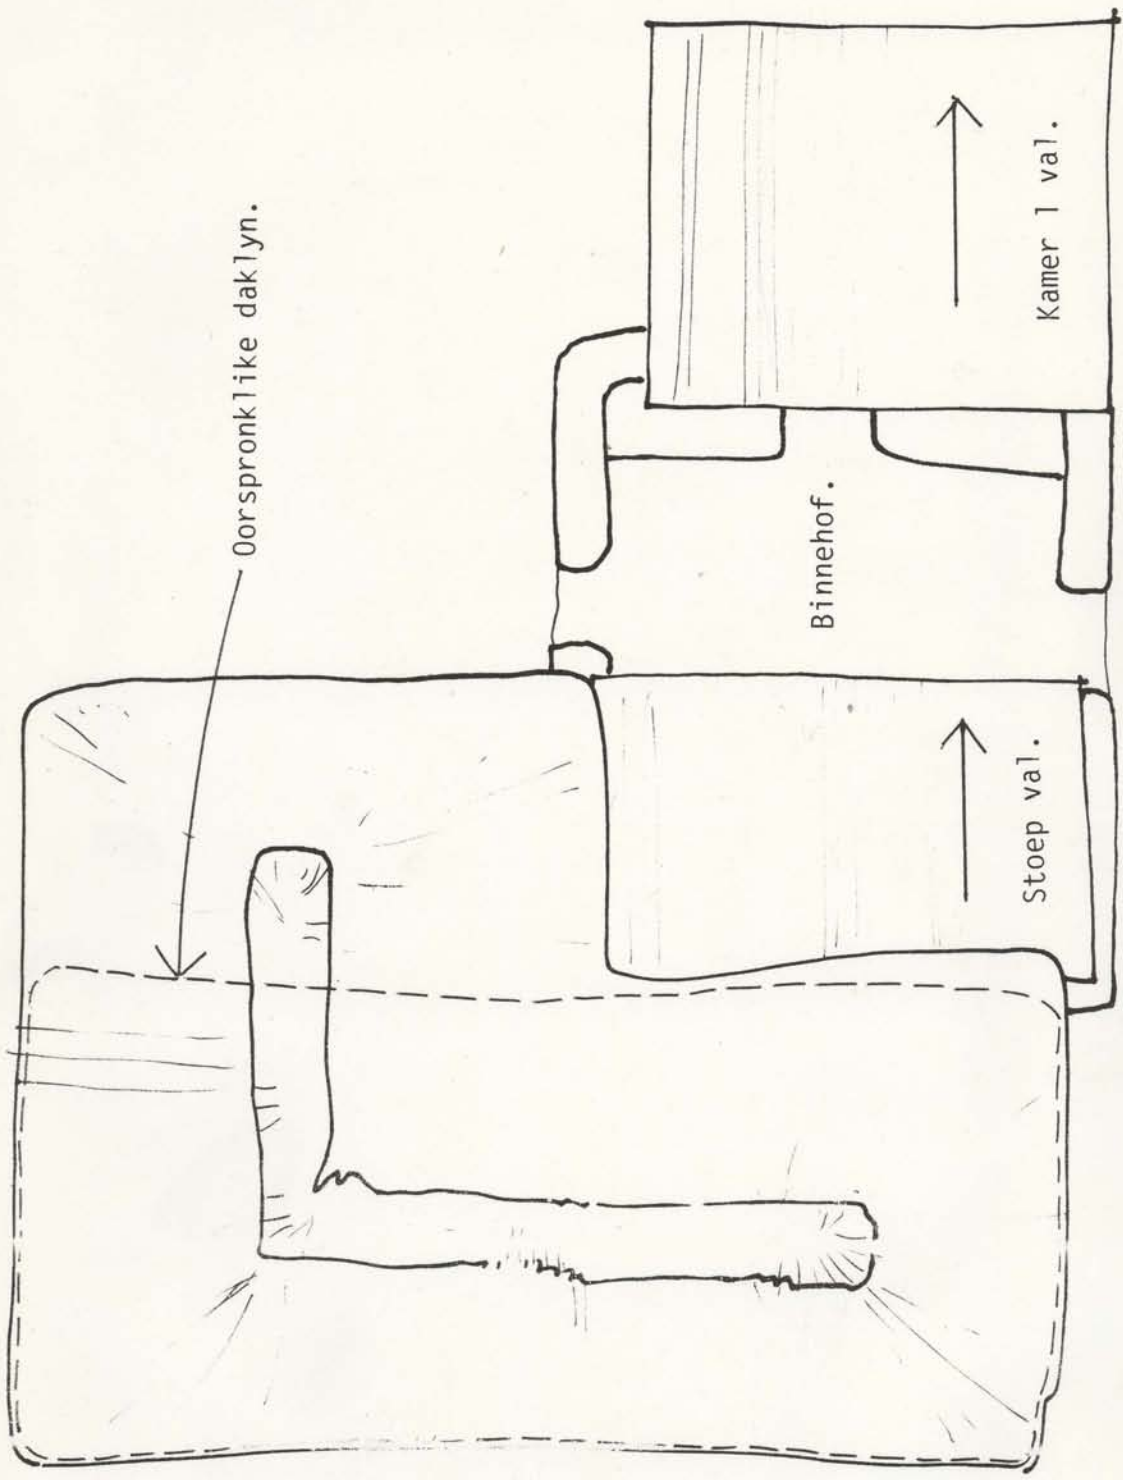 Oorspronklike daklyn.
Binnehof.
Stoep val.
Kamer 1 val.